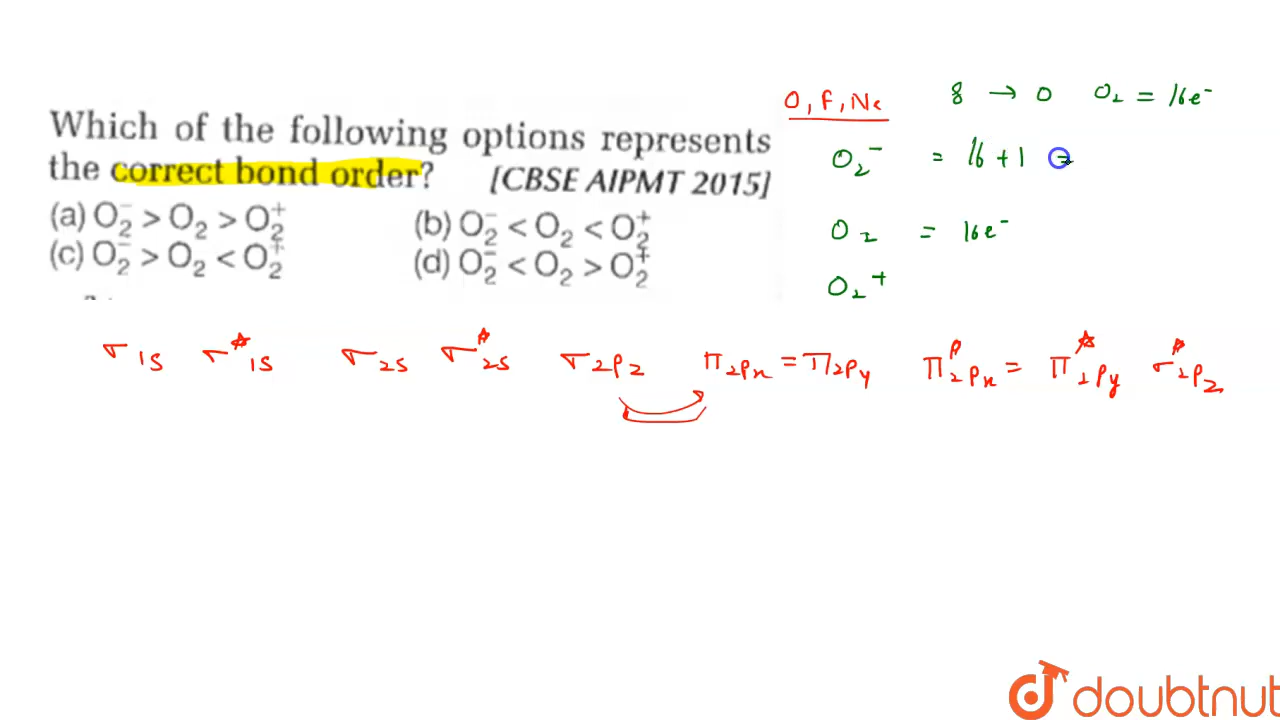 Which of the following options represents
the correct bond order? [CBSE AIPMT 2015]
(a) O₂⁻ > O₂ > O₂⁺ (b) O₂⁻ < O₂ < O₂⁺
(c) O₂⁻ > O₂ < O₂⁺ (d) O₂⁻ < O₂ > O₂⁺
O, F, Ne 8 → O O₂ = 16e⁻
O₂⁻ = 16 + 1 =
O₂ = 16e⁻
O₂⁺
σ1s σ*1s σ2s σ*2s σ2pz π2px = π2py π*2px = π*2py σ*2pz
doubtnut